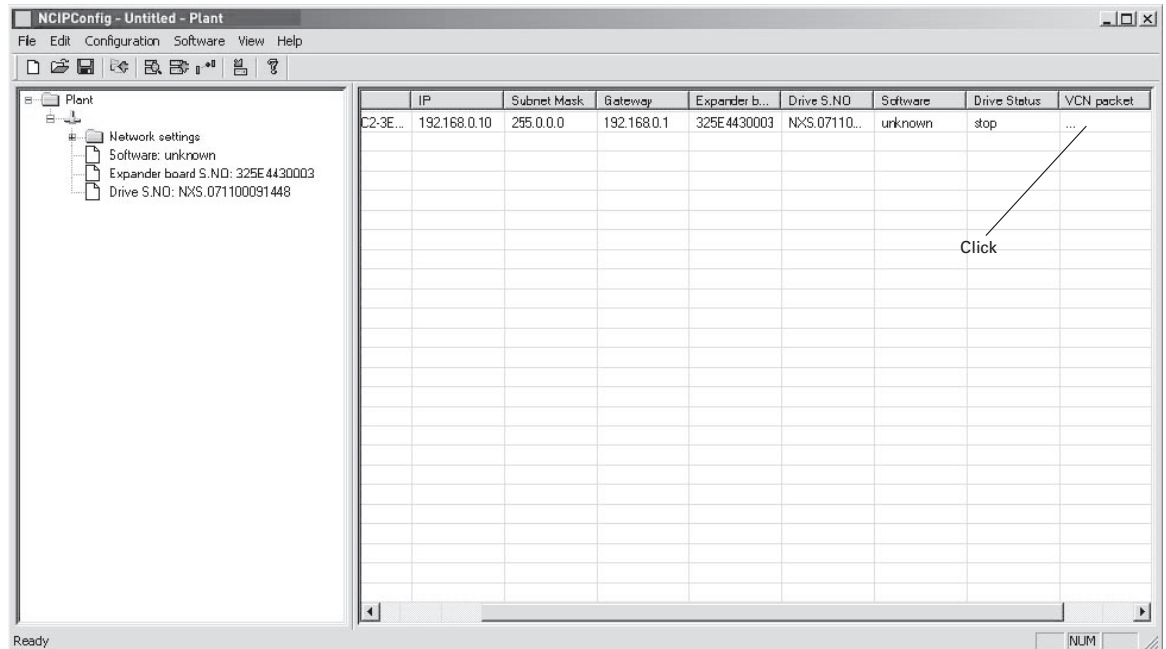 NCIPConfig - Untitled - Plant
File Edit Configuration Software View Help
Plant
Network settings
Software: unknown
Expander board S.NO: 325E4430003
Drive S.NO: NXS.071100091448
IP Subnet Mask Gateway Expander b... Drive S.NO Software Drive Status VCN packet
C2-3E... 192.168.0.10 255.0.0.0 192.168.0.1 325E4430003 NXS.07110... unknown stop ...
Click
Ready NUM